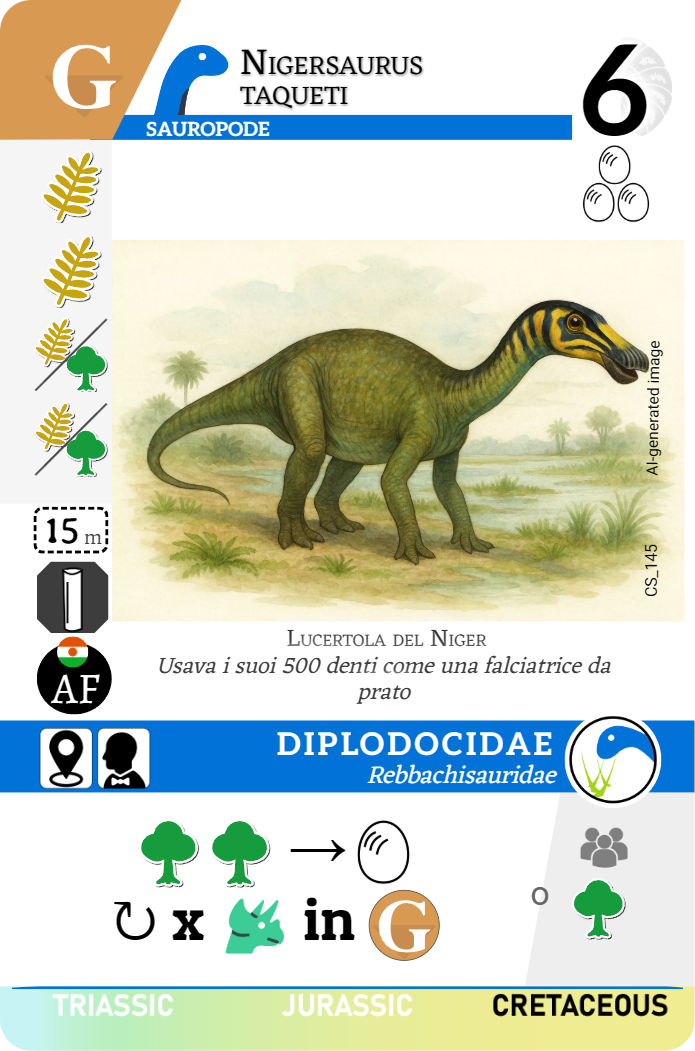 G
NIGERSAURUS
TAQUETI
6
SAUROPODE
15 m
AF
AI-generated image
CS_145
LUCERTOLA DEL NIGER
Usava i suoi 500 denti come una falciatrice da
prato
DIPLODOCIDAE
Rebbachisauridae
→
↻ x in G
o
TRIASSIC JURASSIC CRETACEOUS